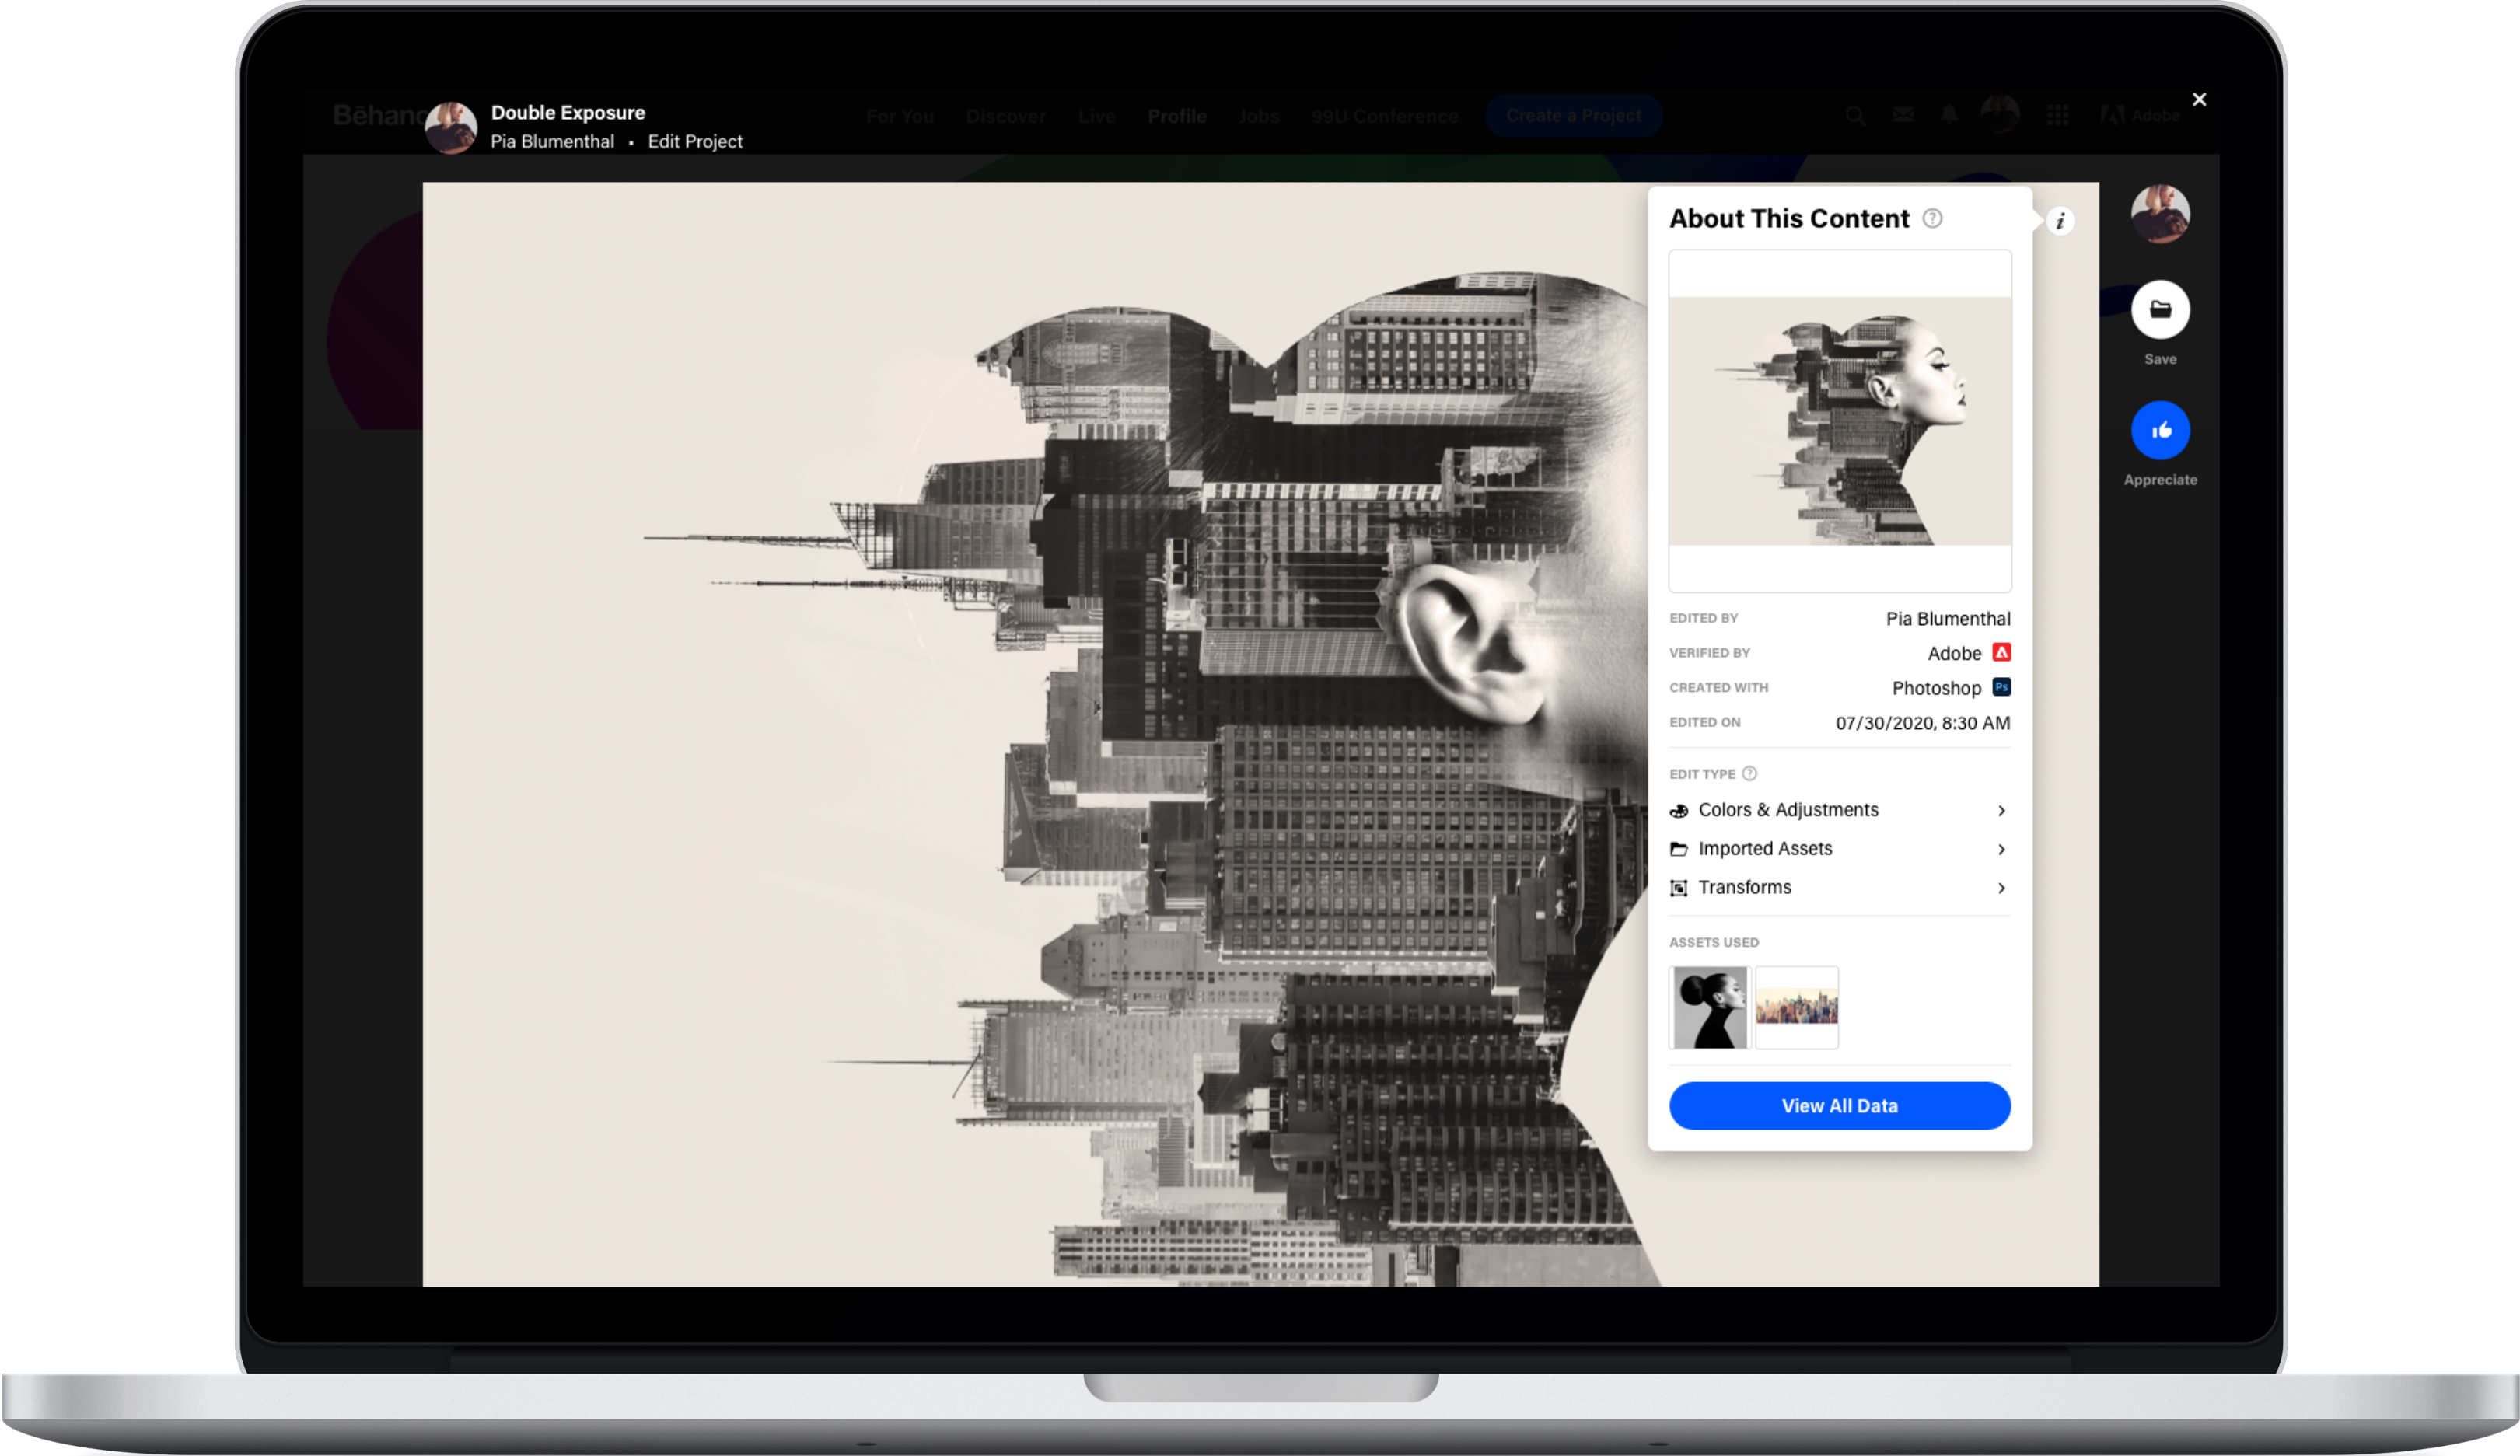 Double Exposure
Pia Blumenthal • Edit Project
For You Discover Live Profile Jobs 99U Conference Create a Project Adobe
Save
Appreciate
About This Content ?
i
EDITED BY Pia Blumenthal
VERIFIED BY Adobe
CREATED WITH Photoshop Ps
EDITED ON 07/30/2020, 8:30 AM
EDIT TYPE ?
Colors & Adjustments
Imported Assets
Transforms
ASSETS USED
View All Data